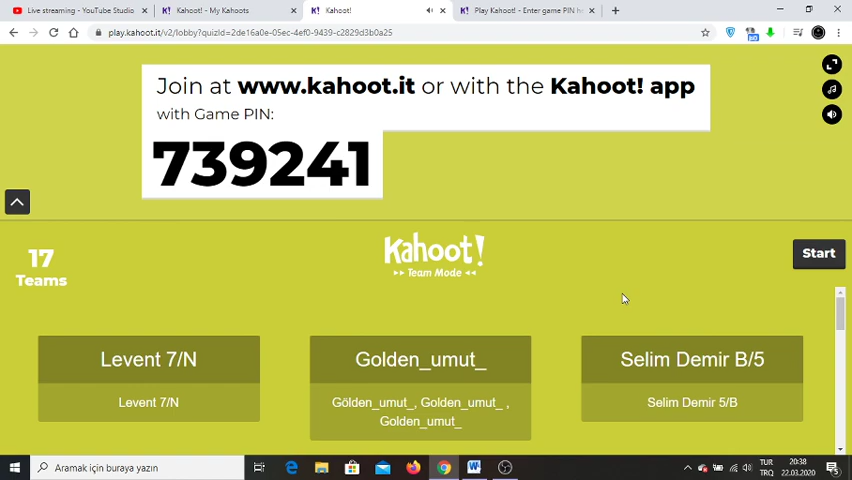 Live streaming - YouTube Studio
Kahoot! - My Kahoots
Kahoot!
Play Kahoot! - Enter game PIN h
play.kahoot.it/v2/lobby?quizId=2de16a0e-05ec-4ef0-9439-c2829d3b0a25
Join at www.kahoot.it or with the Kahoot! app
with Game PIN:
739241
17
Teams
Kahoot!
Team Mode
Start
Levent 7/N
Golden_umut_
Selim Demir B/5
Levent 7/N
Gölden_umut_, Golden_umut_ ,
Golden_umut_
Selim Demir 5/B
Aramak için buraya yazın
TUR
TRQ
20:38
22.03.2020